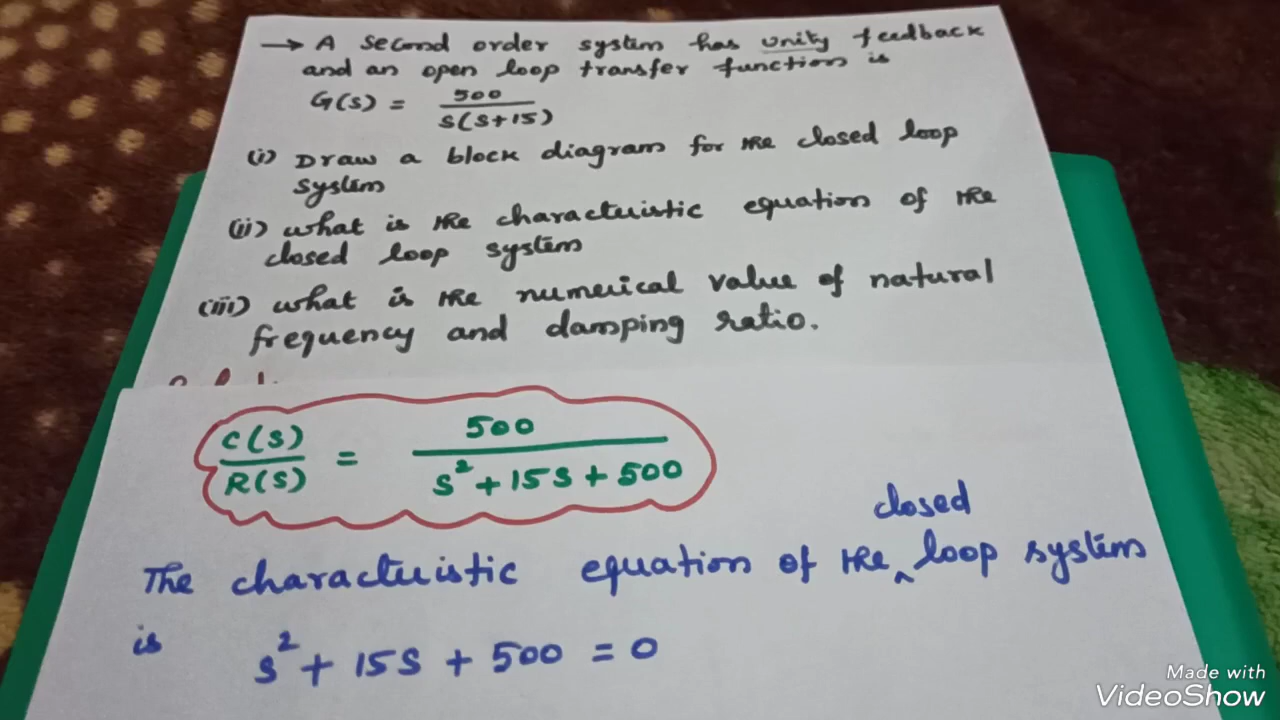 → A second order system has unity feedback
and an open loop transfer function is
G(s) = 500 / s(s+15)
(i) Draw a block diagram for the closed loop
system
(ii) what is the characteristic equation of the
closed loop system
(iii) what is the numerical value of natural
frequency and damping ratio.
C(S) / R(S) = 500 / s² + 15s + 500
The characteristic equation of the ^ closed loop system
is s² + 15s + 500 = 0
Made with
VideoShow